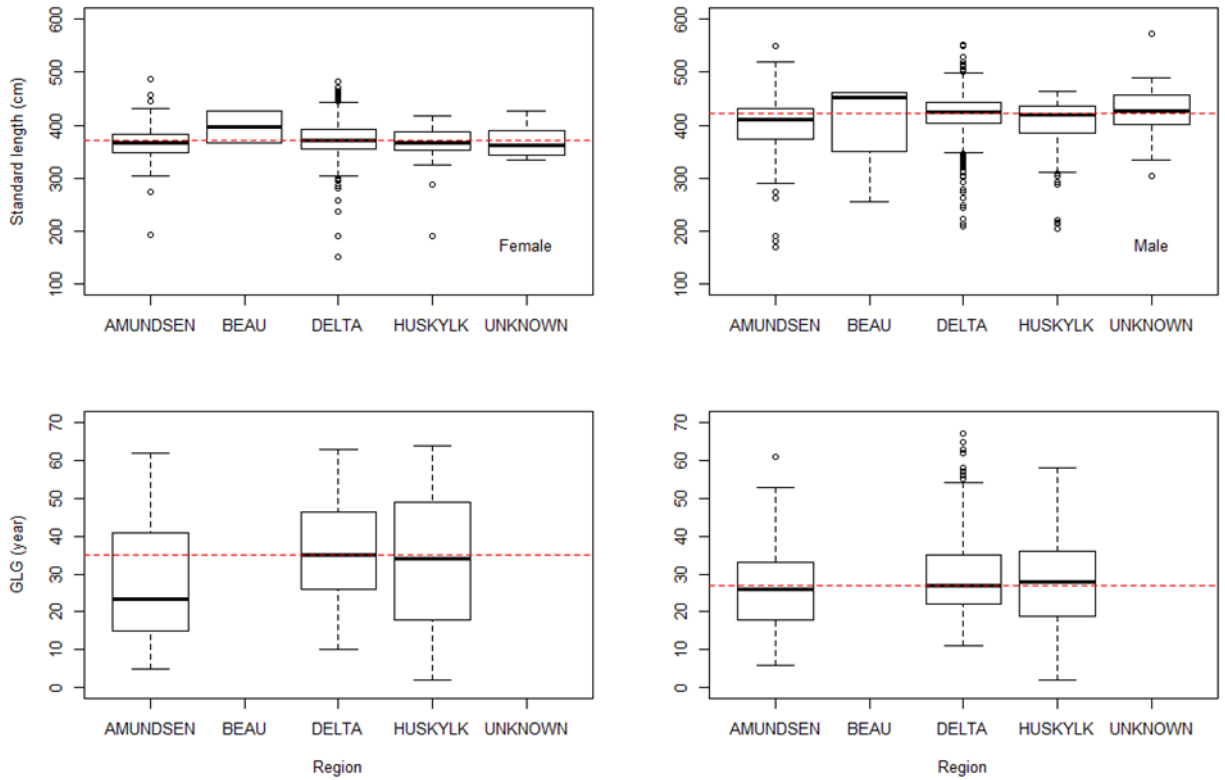 Standard length (cm)
600
500
400
300
200
100
Female
AMUNDSEN BEAU DELTA HUSKYLK UNKNOWN
600
500
400
300
200
100
Male
AMUNDSEN BEAU DELTA HUSKYLK UNKNOWN
GLG (year)
70
60
50
40
30
20
10
0
AMUNDSEN BEAU DELTA HUSKYLK UNKNOWN
Region
70
60
50
40
30
20
10
0
AMUNDSEN BEAU DELTA HUSKYLK UNKNOWN
Region